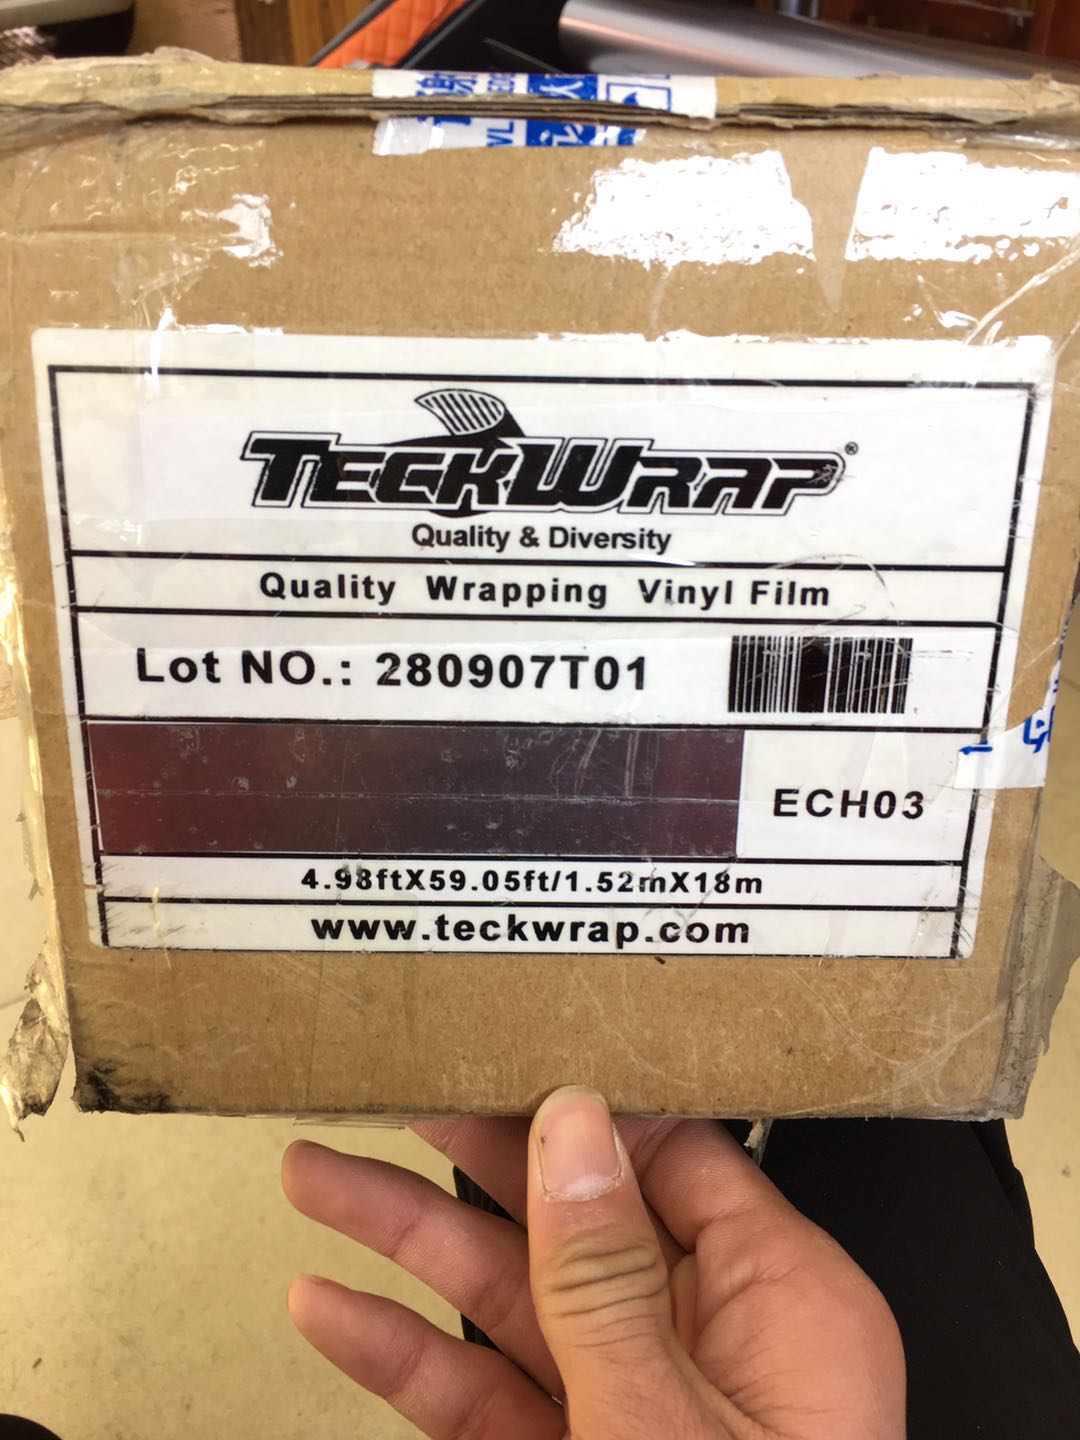 TECKWRAP®
Quality & Diversity
Quality Wrapping Vinyl Film
Lot NO.: 280907T01
ECH03
4.98ftX59.05ft/1.52mX18m
www.teckwrap.com